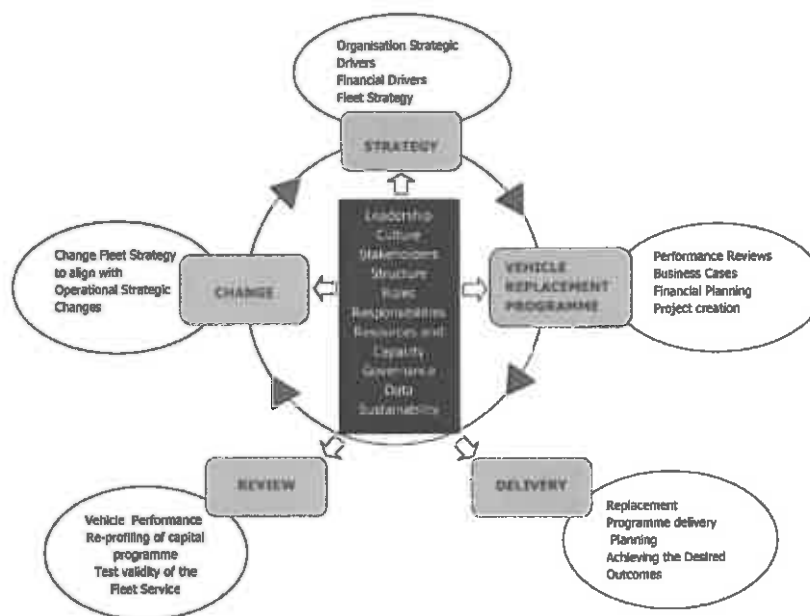 Organisation Strategic
Drivers
Financial Drivers
Fleet Strategy
STRATEGY
Leadership
Culture
Stakeholders
Structure
Responsibilities
Resources and
Capacity
Governance
Data
Sustainability
Change Fleet Strategy
to align with
Operational Strategic
Changes
CHANGE
VEHICLE
REPLACEMENT
PROGRAMME
Performance Reviews
Business Cases
Financial Planning
Project creation
REVIEW
Vehicle Performance
Re-profiling of capital
programme
Test validity of the
Fleet Service
DELIVERY
Replacement
Programme delivery
Planning
Achieving the Desired
Outcomes